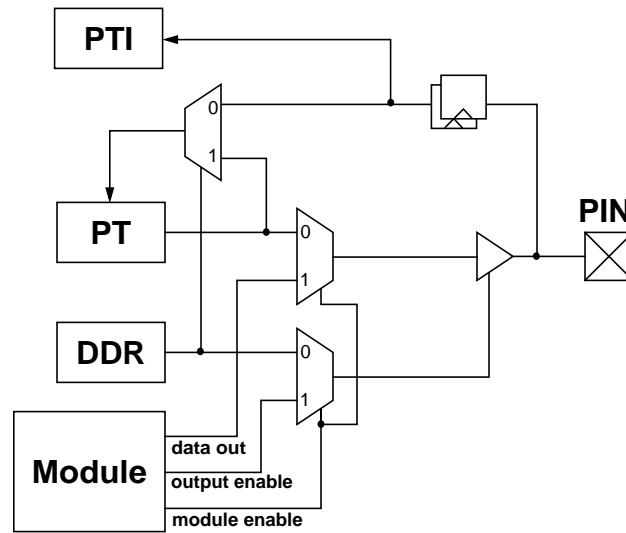 PTI
0
1
PT
PIN
0
1
DDR
0
1
Module
data out
output enable
module enable